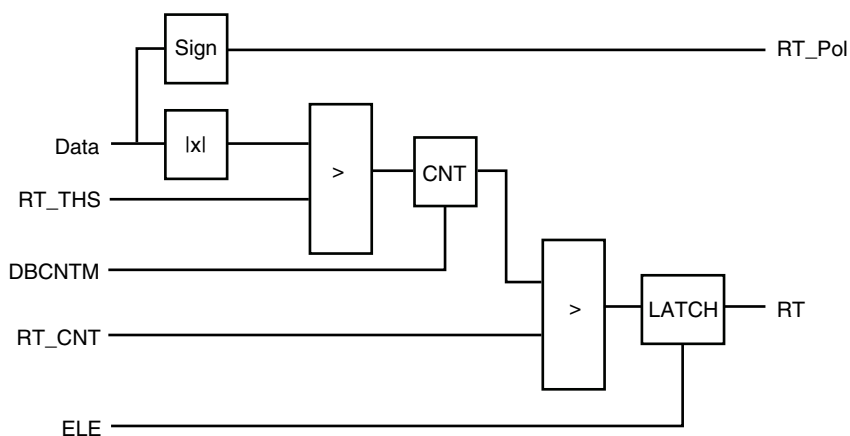 Sign
RT_Pol
Data
|x|
>
CNT
RT_THS
DBCNTM
>
LATCH
RT
RT_CNT
ELE